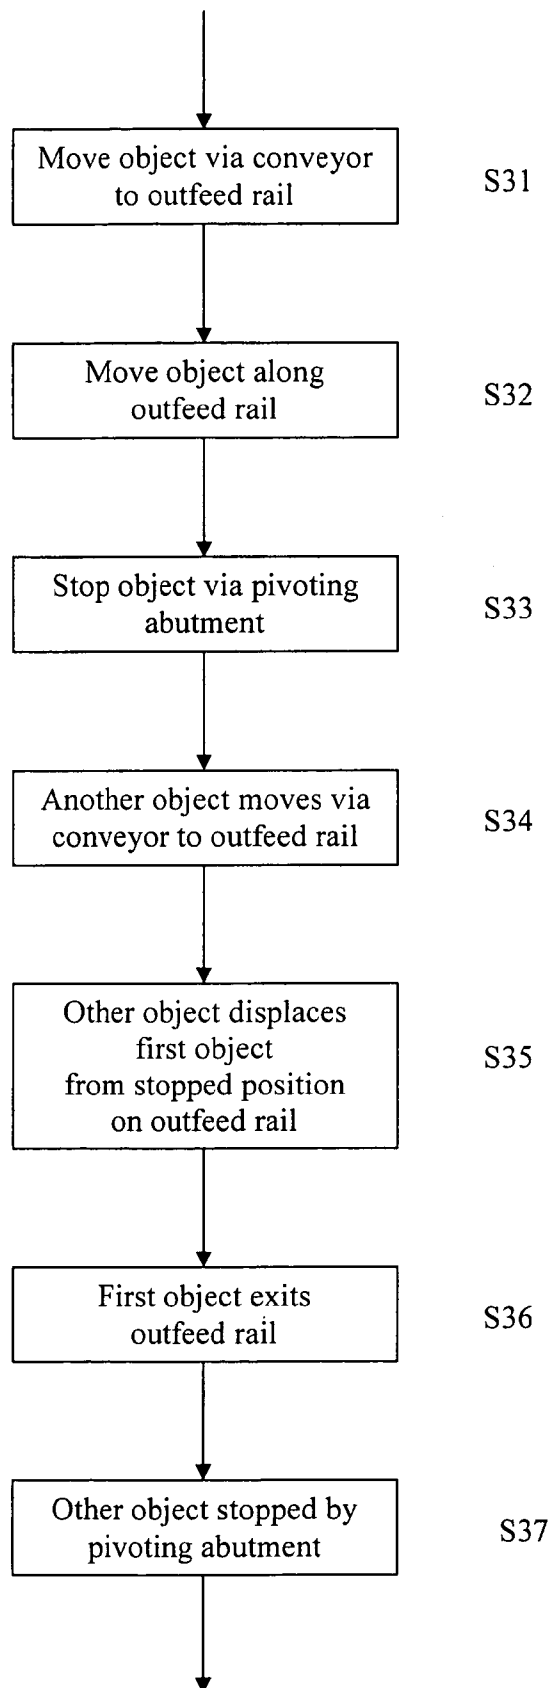 Move object via conveyor
to outfeed rail
S31
Move object along
outfeed rail
S32
Stop object via pivoting
abutment
S33
Another object moves via
conveyor to outfeed rail
S34
Other object displaces
first object
from stopped position
on outfeed rail
S35
First object exits
outfeed rail
S36
Other object stopped by
pivoting abutment
S37